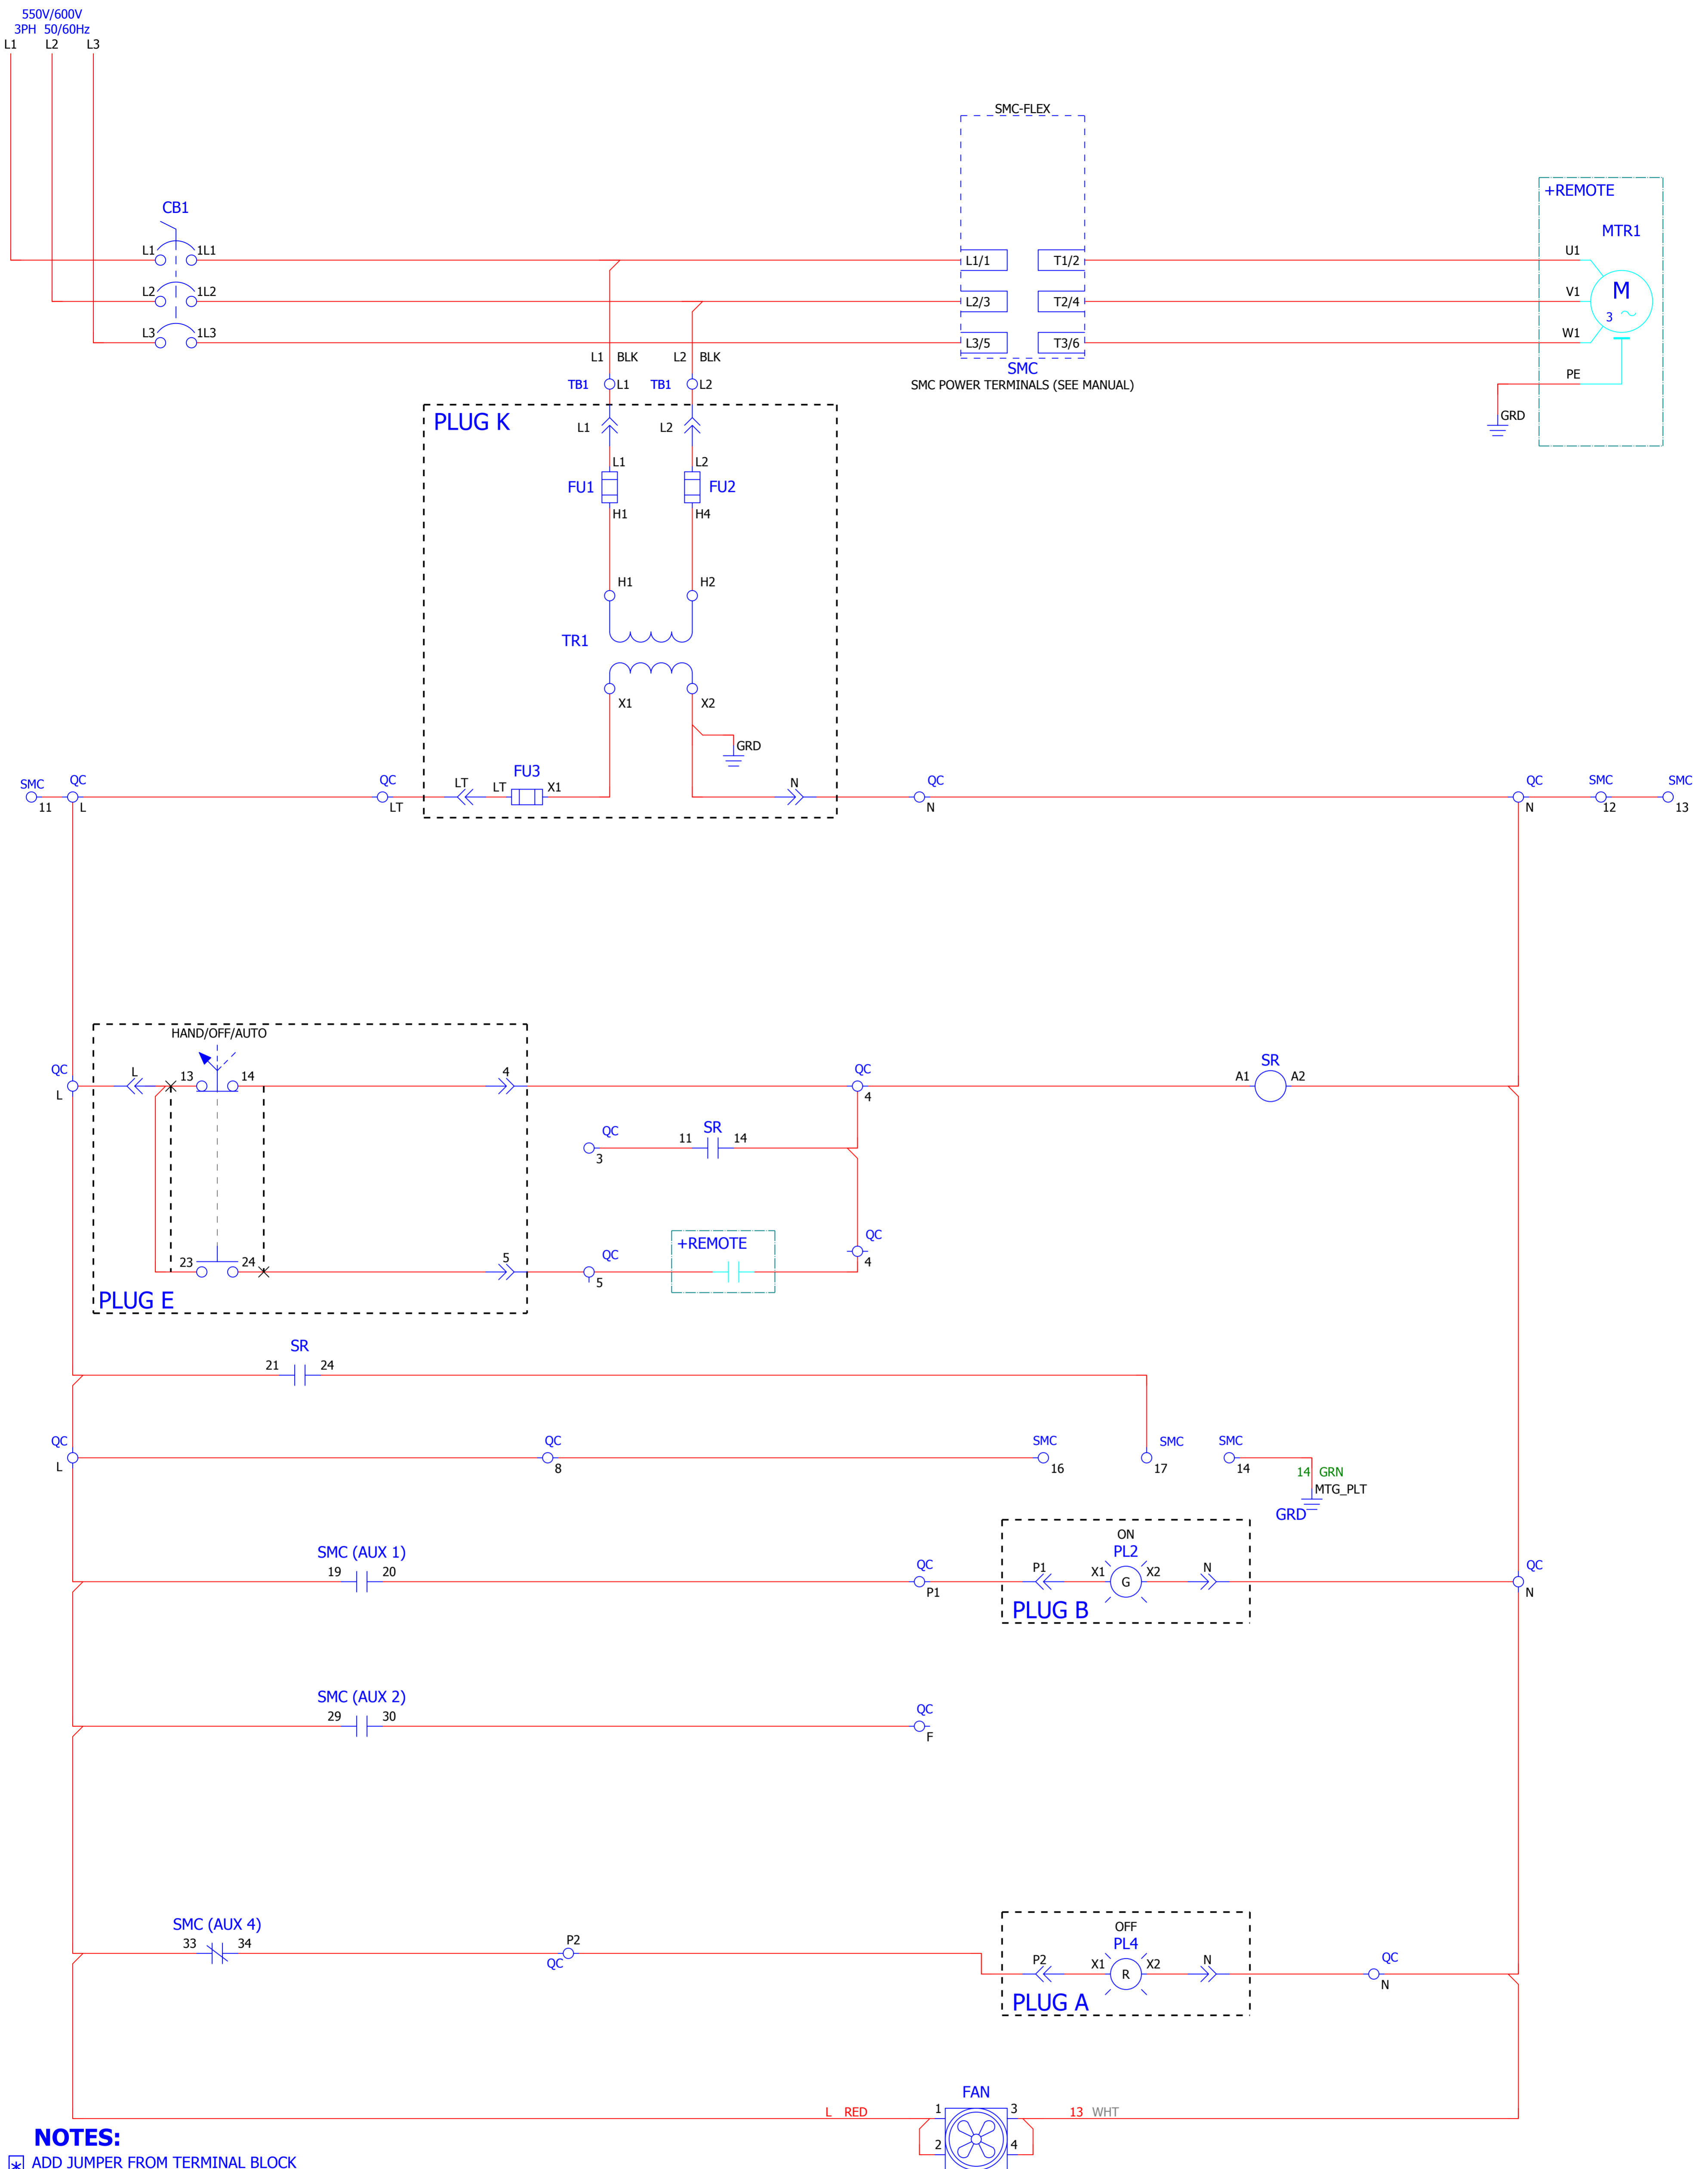 550V/600V
3PH 50/60Hz
L1 L2 L3
SMC-FLEX
+REMOTE
MTR1
CB1
L1 1L1
L1/1 T1/2
U1
L2 1L2
L2/3 T2/4
V1
M
3
L3 1L3
L3/5 T3/6
W1
L1 BLK L2 BLK
SMC
SMC POWER TERMINALS (SEE MANUAL)
PE
TB1 L1 TB1 L2
GRD
PLUG K
L1 L2
L1 L2
FU1 FU2
H1 H4
H1 H2
TR1
X1 X2
GRD
SMC QC QC LT LT FU3 X1 N QC QC SMC SMC
11 L LT N N 12 13
HAND/OFF/AUTO
QC L 13 14 4 QC A1 SR A2
L 4
QC 11 SR 14
3
+REMOTE QC
23 24 5 QC 4
5
PLUG E
SR
21 24
QC QC SMC SMC SMC
L 8 16 17 14
14 GRN
MTG_PLT
GRD
SMC (AUX 1)
19 20
QC
P1
ON
PL2
P1 X1 G X2 N
PLUG B
QC
N
SMC (AUX 2)
29 30
QC
F
SMC (AUX 4)
33 34
P2
QC
OFF
PL4
P2 X1 R X2 N
PLUG A
QC
N
FAN
L RED 1 3 13 WHT
2 4
NOTES:
* ADD JUMPER FROM TERMINAL BLOCK